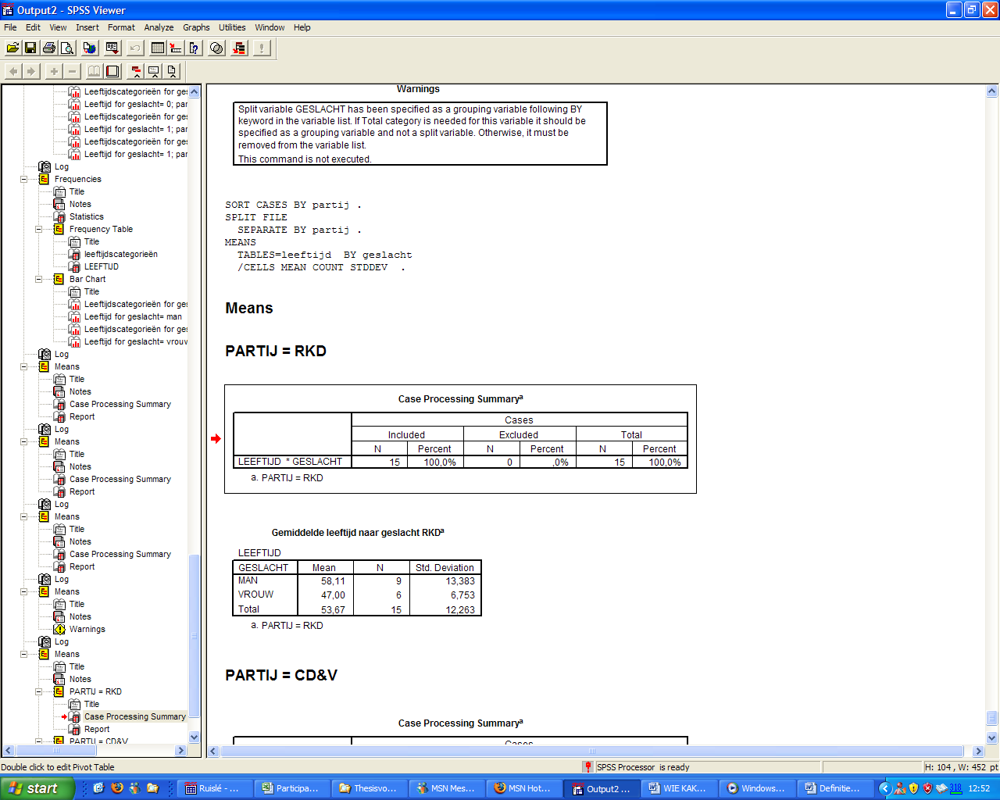 Output2 - SPSS Viewer
File Edit View Insert Format Analyze Graphs Utilities Window Help
Leeftijdscategorieën for ges
Leeftijd for geslacht= 0; par
Leeftijdscategorieën for ges
Leeftijd for geslacht= 1; par
Leeftijdscategorieën for ges
Leeftijd for geslacht= 1; par
Log
Frequencies
Title
Notes
Statistics
Frequency Table
Title
leeftijdscategorieën
LEEFTIJD
Bar Chart
Title
Leeftijdscategorieën for ges
Leeftijd for geslacht= man
Leeftijdscategorieën for ges
Leeftijd for geslacht= vrouw
Log
Means
Title
Notes
Case Processing Summary
Report
Log
Means
Title
Notes
Case Processing Summary
Report
Log
Means
Title
Notes
Case Processing Summary
Report
Log
Means
Title
Notes
Warnings
Log
Means
Title
Notes
PARTIJ = RKD
Title
Case Processing Summary
Report
PARTIJ = CD&V
Warnings
Split variable GESLACHT has been specified as a grouping variable following BY
keyword in the variable list. If Total category is needed for this variable it should be
specified as a grouping variable and not a split variable. Otherwise, it must be
removed from the variable list.
This command is not executed.
SORT CASES BY partij .
SPLIT FILE
SEPARATE BY partij .
MEANS
TABLES=leeftijd BY geslacht
/CELLS MEAN COUNT STDDEV .
Means
PARTIJ = RKD
Case Processing Summary a
Cases
Included Excluded Total
N Percent N Percent N Percent
LEEFTIJD * GESLACHT 15 100,0% 0 ,0% 15 100,0%
a. PARTIJ = RKD
Gemiddelde leeftijd naar geslacht RKD a
LEEFTIJD
GESLACHT Mean N Std. Deviation
MAN 58,11 9 13,383
VROUW 47,00 6 6,753
Total 53,67 15 12,263
a. PARTIJ = RKD
PARTIJ = CD&V
Case Processing Summary a
Cases
Double click to edit Pivot Table SPSS Processor is ready H: 104 , W: 452 pt
start Ruislé - ... Participa... Thesisvo... MSN Mes... MSN Hot... Output2 ... WIE KAK... Windows... Definitie... 318 12:52